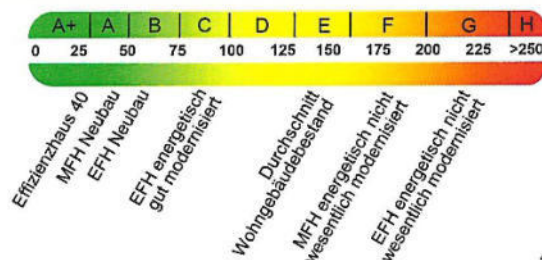 A+ A B C D E F G H
0 25 50 75 100 125 150 175 200 225 >250
Effizienzhaus 40
MFH Neubau
EFH Neubau
EFH energetisch
gut modernisiert
Durchschnitt
Wohngebäudebestand
MFH energetisch nicht
wesentlich modernisiert
EFH energetisch nicht
wesentlich modernisiert